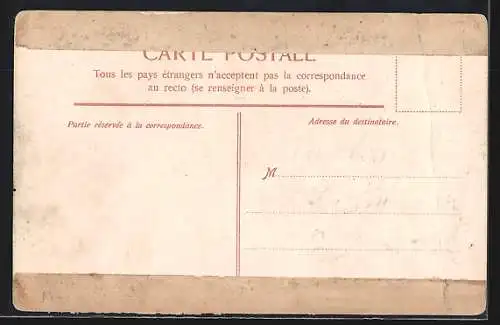 CARTE POSTALE
Tous les pays étrangers n'acceptent pas la correspondance
au recto (se renseigner à la poste).
Partie réservée à la correspondance.
Adresse du destinataire.
M